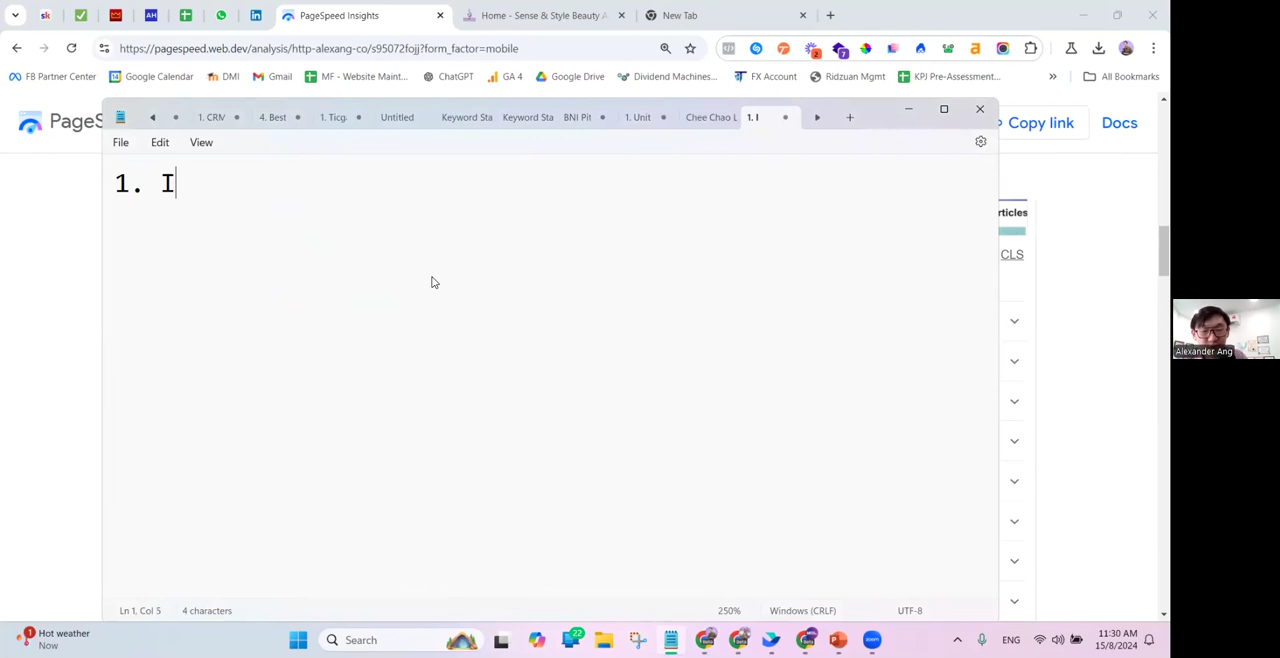 PageSpeed Insights
Home - Sense & Style Beauty A
New Tab
https://pagespeed.web.dev/analysis/http-alexang-co/s95072fojj?form_factor=mobile
FB Partner Center
Google Calendar
DMI
Gmail
MF - Website Maint...
ChatGPT
GA 4
Google Drive
Dividend Machines...
FX Account
Ridzuan Mgmt
KPJ Pre-Assessment...
All Bookmarks
PageS
Copy link
Docs
1. CRM
4. Best
1. Ticg
Untitled
Keyword Sta
Keyword Sta
BNI Pit
1. Unit
Chee Chao L
1. I
File
Edit
View
1. I
rticles
CLS
Alexander Ang
Ln 1, Col 5
4 characters
250%
Windows (CRLF)
UTF-8
Hot weather
Now
Search
22
ENG
11:30 AM
15/8/2024